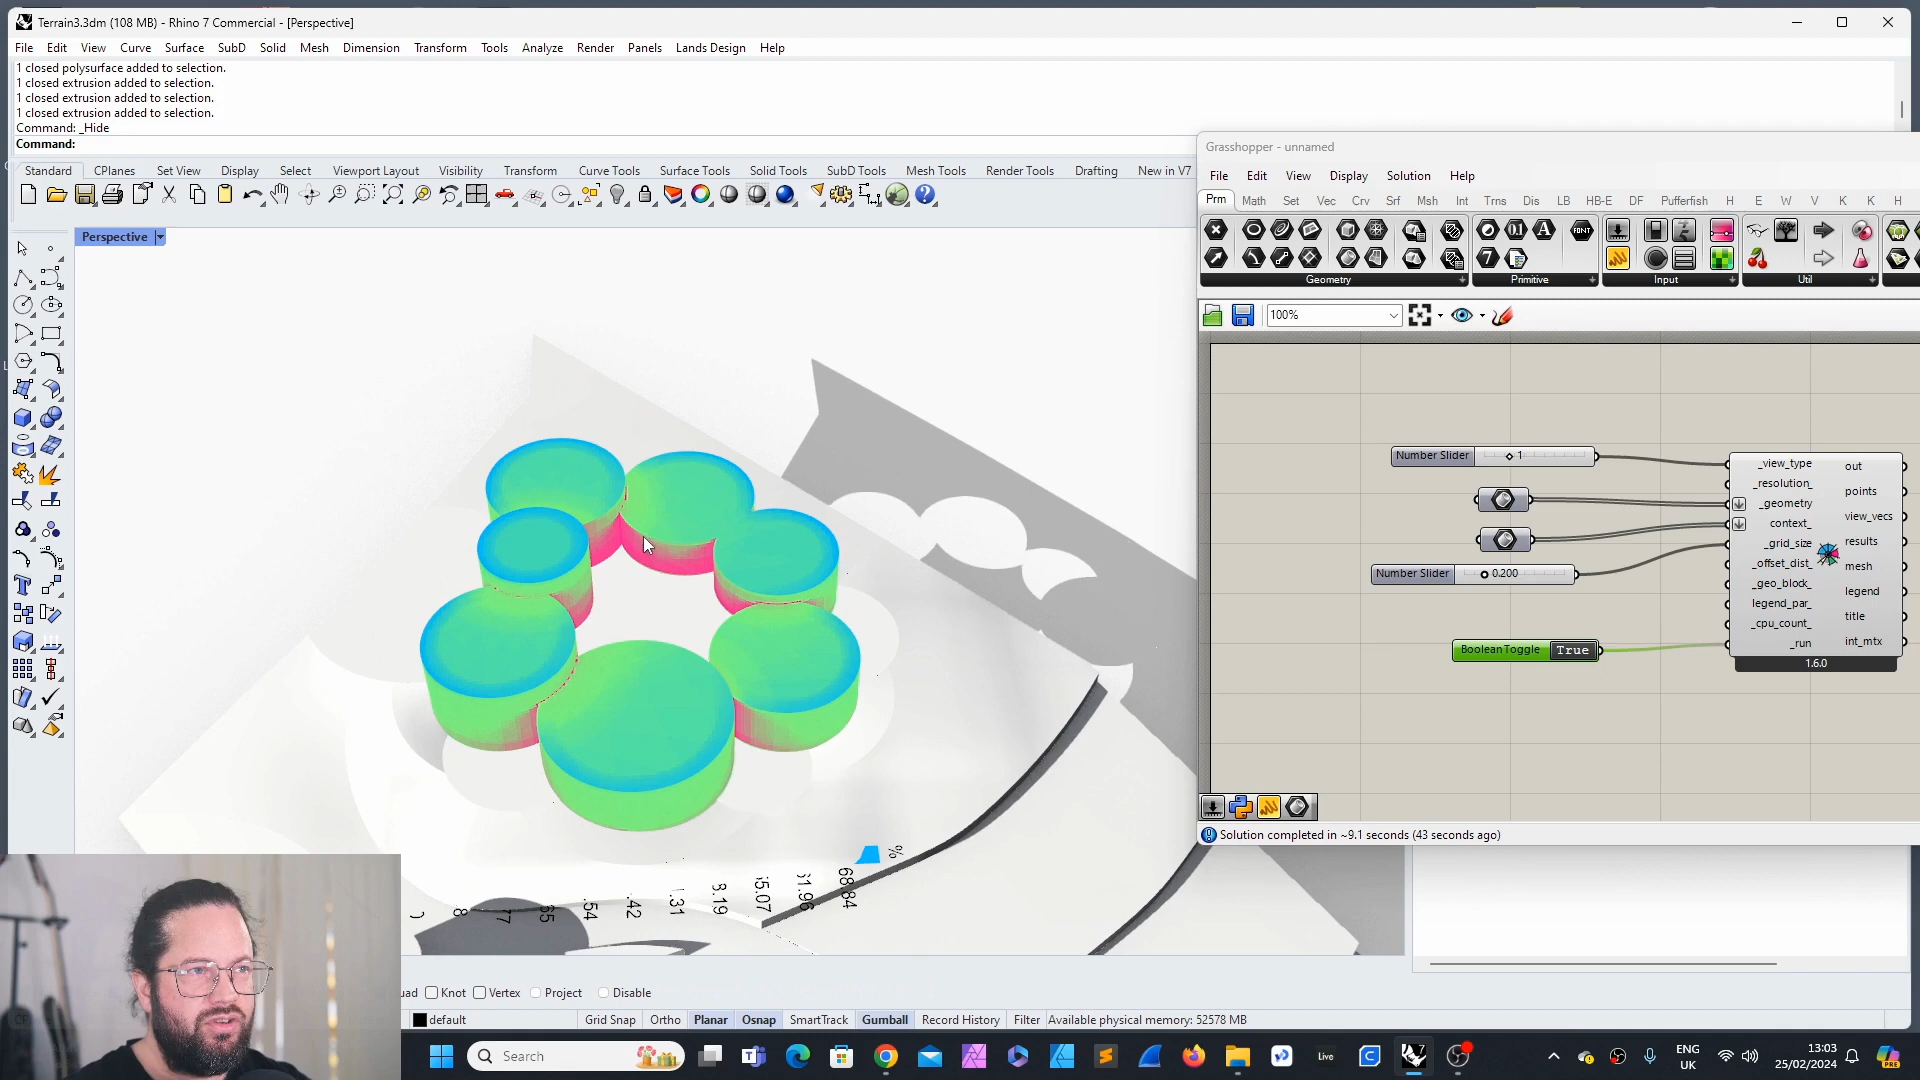 Terrain3.3dm (108 MB) - Rhino 7 Commercial - [Perspective]
File Edit View Curve Surface SubD Solid Mesh Dimension Transform Tools Analyze Render Panels Lands Design Help
1 closed polysurface added to selection.
1 closed extrusion added to selection.
1 closed extrusion added to selection.
1 closed extrusion added to selection.
Command: _Hide
Command:
Standard CPlanes Set View Display Select Viewport Layout Visibility Transform Curve Tools Surface Tools Solid Tools SubD Tools Mesh Tools Render Tools Drafting New in V7
Perspective
Grasshopper - unnamed
File Edit View Display Solution Help
Prm Math Set Vec Crv Srf Msh Int Trns Dis LB HB-E DF Pufferfish H E W V K K H
Geometry Primitive Input Util
100%
Number Slider 1
Number Slider 0.200
Boolean Toggle True
_view_type
_resolution_
_geometry
context_
_grid_size
_offset_dist_
_geo_block_
legend_par_
_cpu_count_
_run
out
points
view_vecs
results
mesh
legend
title
int_mtx
1.6.0
Solution completed in ~9.1 seconds (43 seconds ago)
%
68.84
Knot Vertex Project Disable
default Grid Snap Ortho Planar Osnap SmartTrack Gumball Record History Filter Available physical memory: 52578 MB
Search
Live
ENG
UK
13:03
25/02/2024